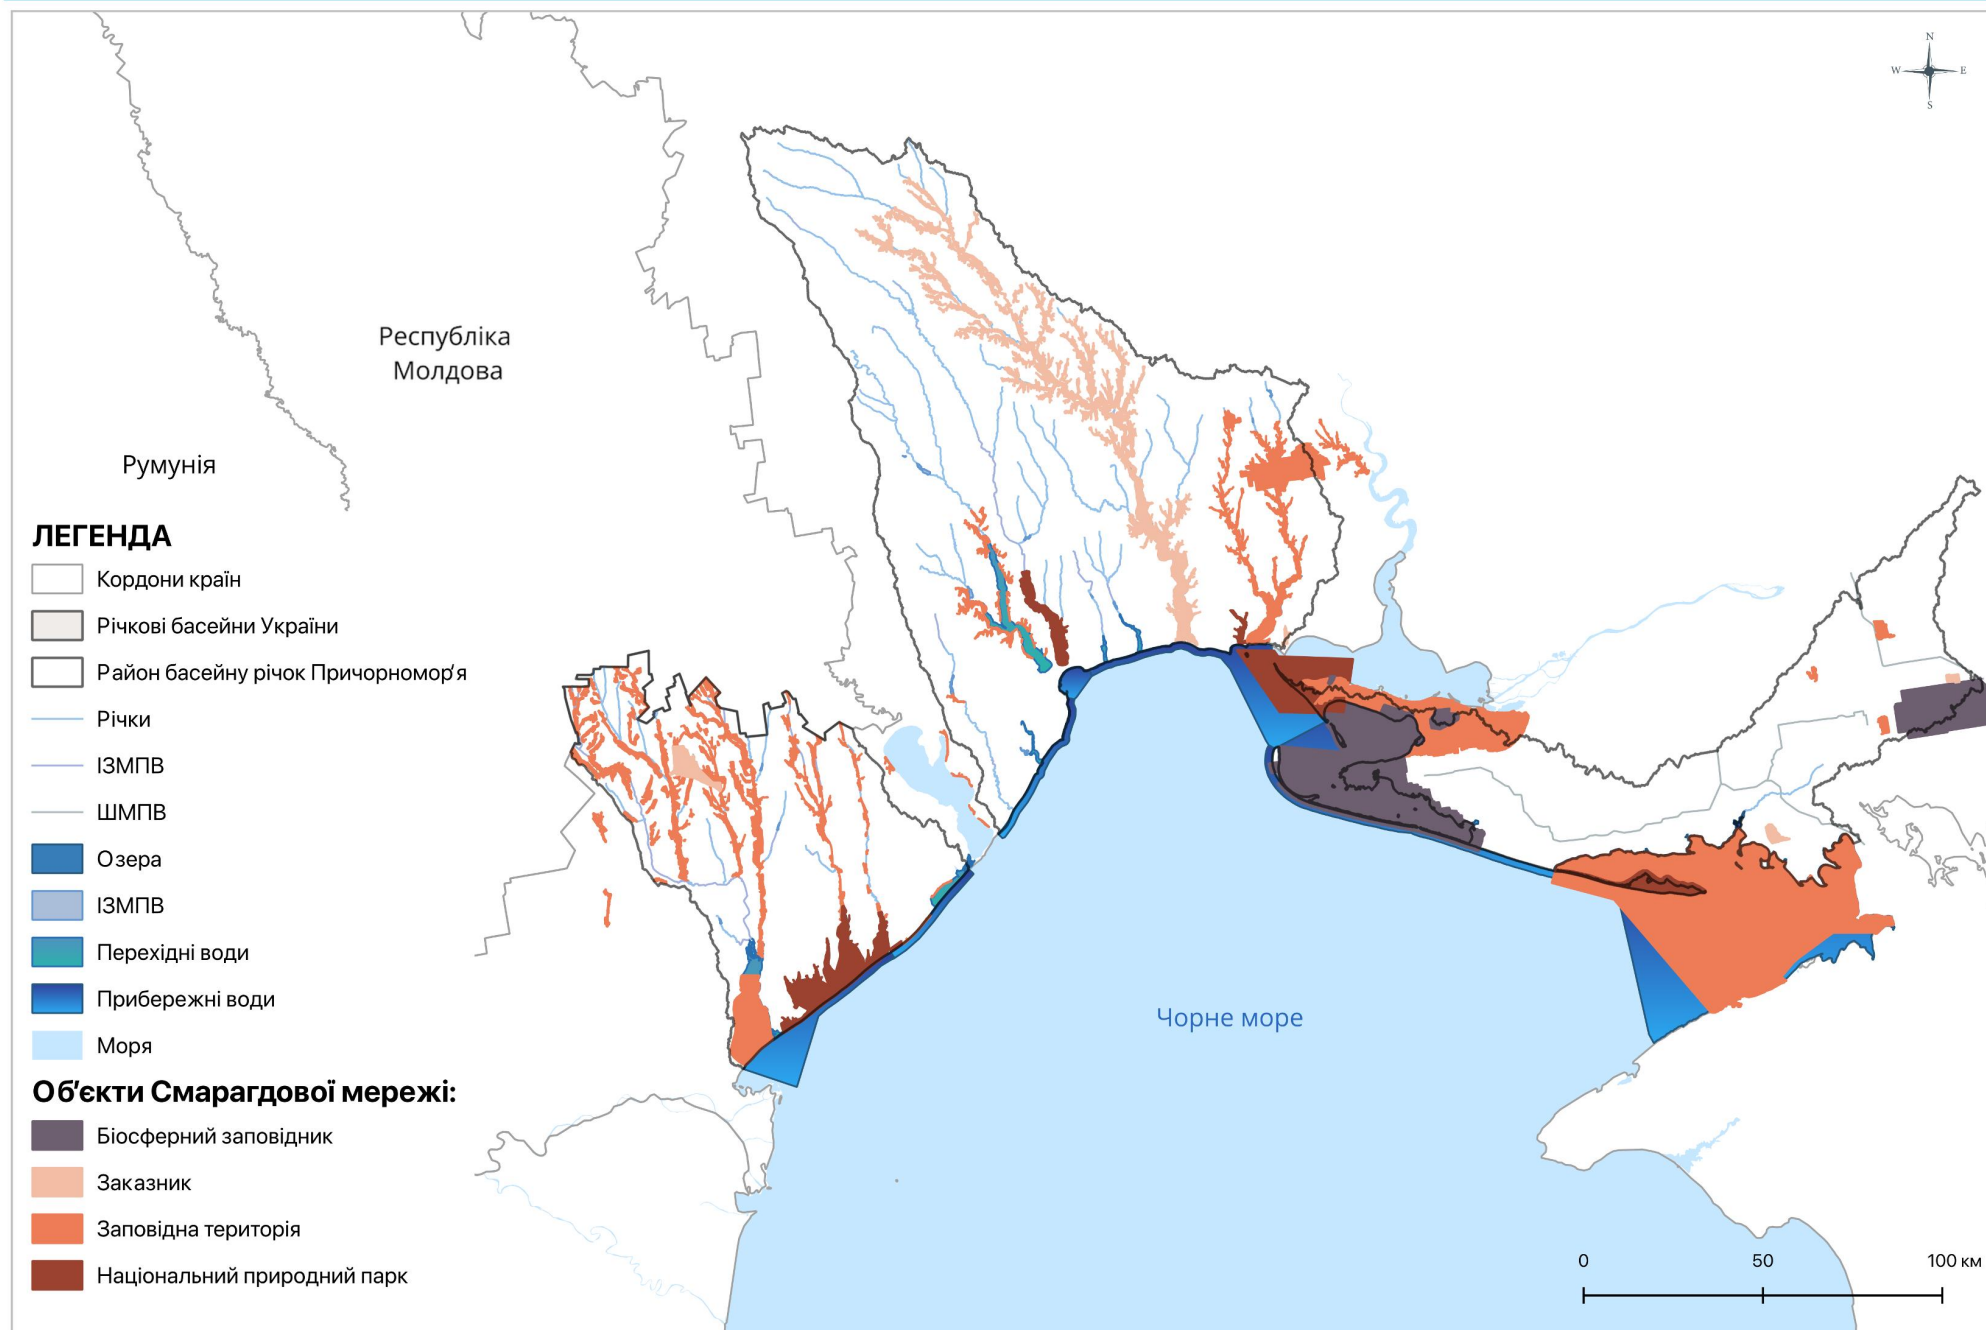 N
W E
S
Республіка
Молдова
Румунія
ЛЕГЕНДА
Кордони країн
Річкові басейни України
Район басейну річок Причорномор'я
Річки
ІЗМПВ
ШМПВ
Озера
ІЗМПВ
Перехідні води
Прибережні води
Моря
Об'єкти Смарагдової мережі:
Біосферний заповідник
Заказник
Заповідна територія
Національний природний парк
Чорне море
0 50 100 км